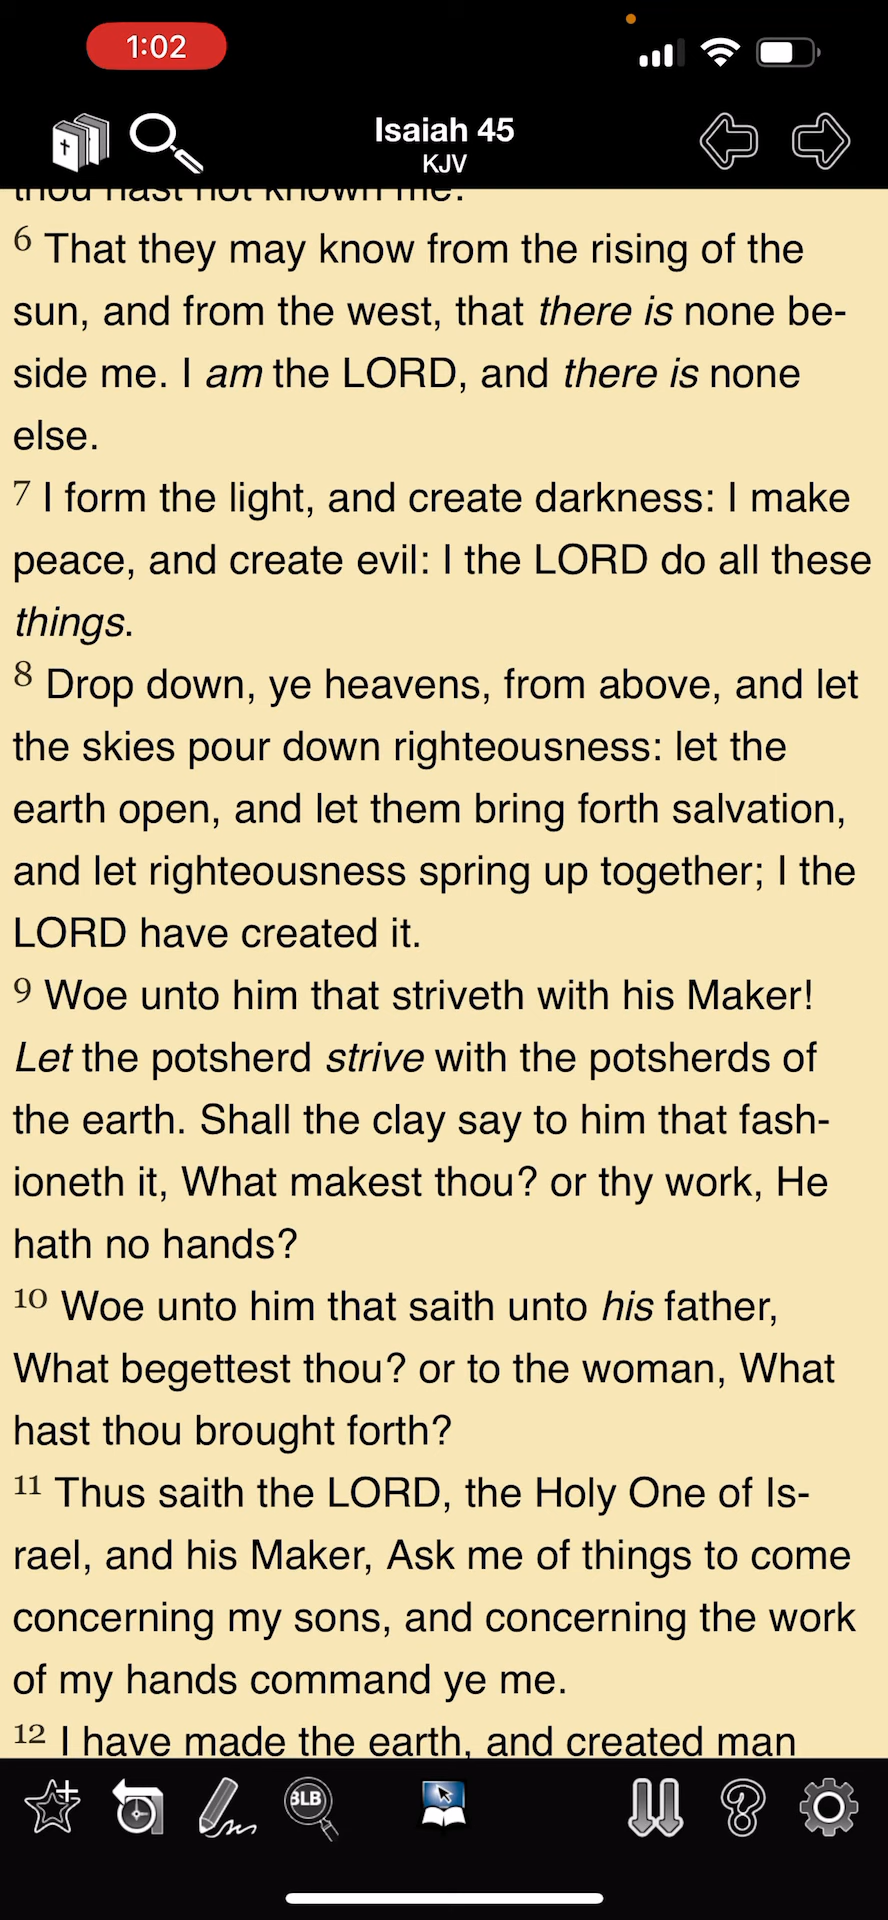 1:02
Isaiah 45
KJV
thou hast not known me:
6 That they may know from the rising of the
sun, and from the west, that there is none be-
side me. I am the LORD, and there is none
else.
7 I form the light, and create darkness: I make
peace, and create evil: I the LORD do all these
things.
8 Drop down, ye heavens, from above, and let
the skies pour down righteousness: let the
earth open, and let them bring forth salvation,
and let righteousness spring up together; I the
LORD have created it.
9 Woe unto him that striveth with his Maker!
Let the potsherd strive with the potsherds of
the earth. Shall the clay say to him that fash-
ioneth it, What makest thou? or thy work, He
hath no hands?
10 Woe unto him that saith unto his father,
What begettest thou? or to the woman, What
hast thou brought forth?
11 Thus saith the LORD, the Holy One of Is-
rael, and his Maker, Ask me of things to come
concerning my sons, and concerning the work
of my hands command ye me.
12 I have made the earth, and created man
BLB